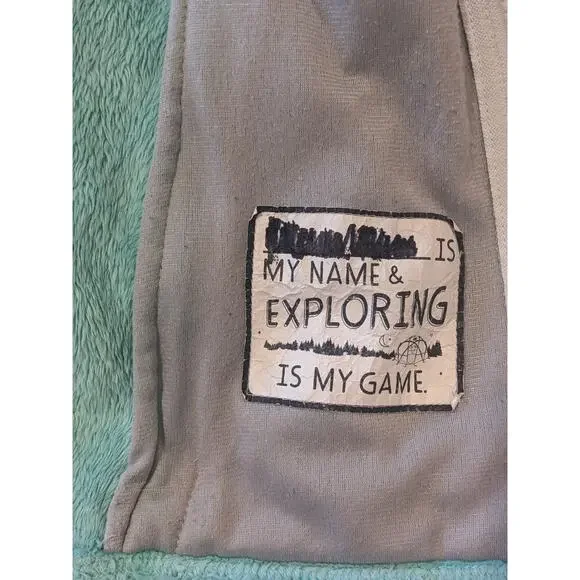 IS
MY NAME &
EXPLORING
IS MY GAME.